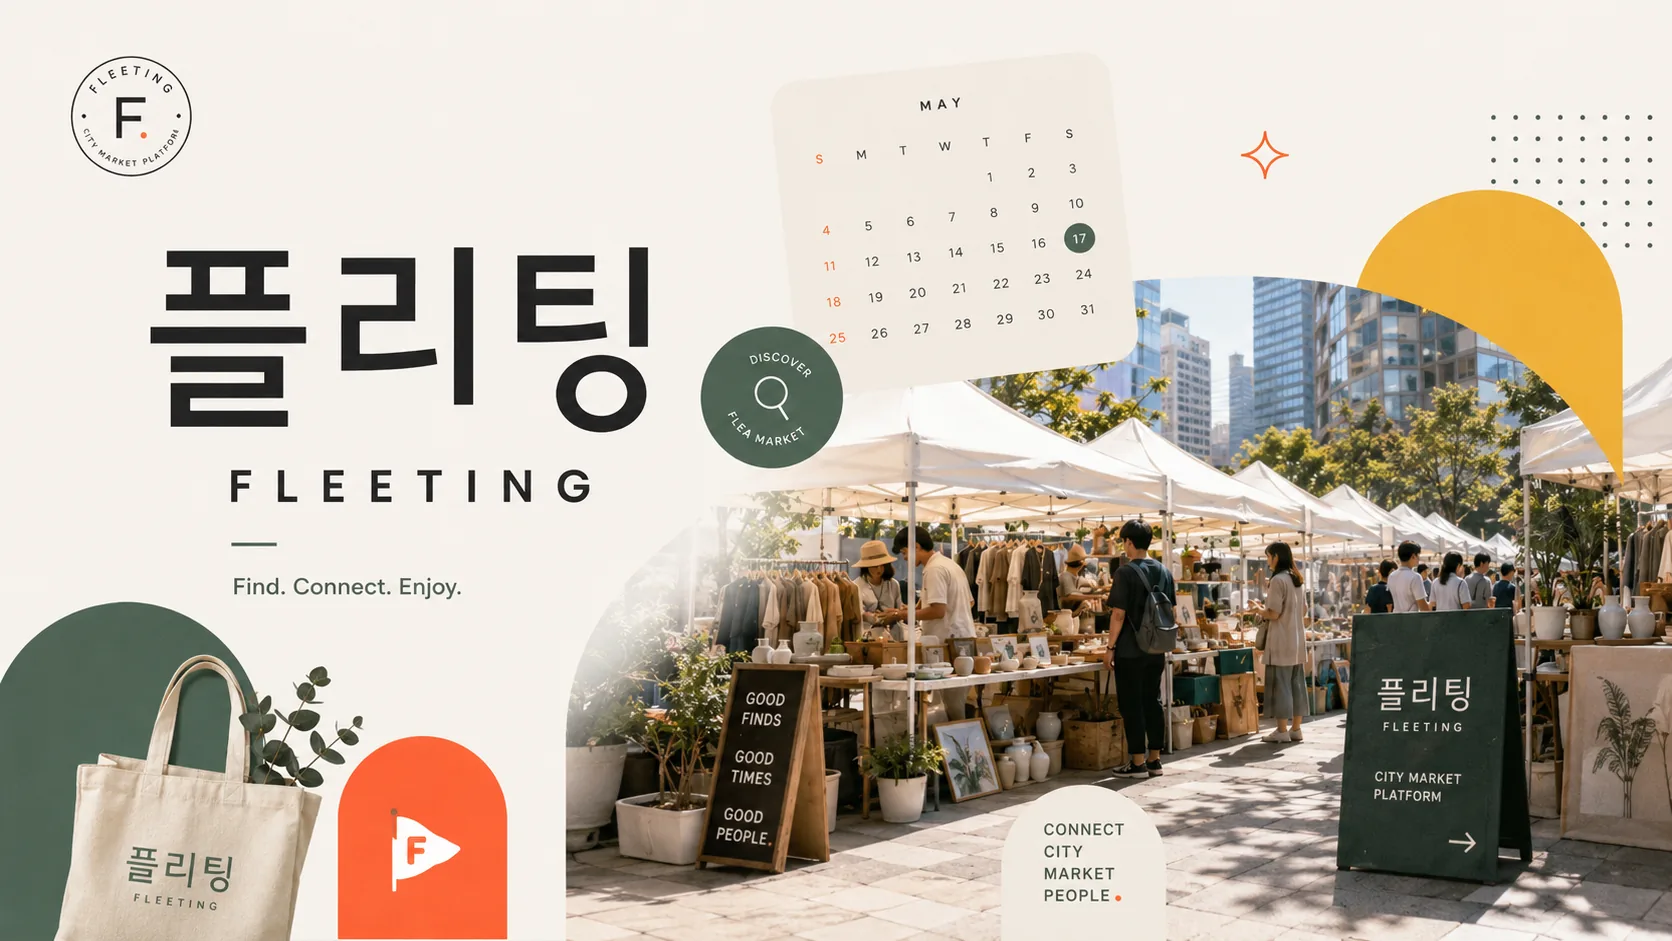 FLEETING
F.
CITY MARKET PLATFORM
플리팅
FLEETING
Find. Connect. Enjoy.
MAY
S M T W T F S
1 2 3
4 5 6 7 8 9 10
11 12 13 14 15 16 17
18 19 20 21 22 23 24
25 26 27 28 29 30 31
DISCOVER
FLEA MARKET
GOOD
FINDS
GOOD
TIMES
GOOD
PEOPLE.
플리팅
FLEETING
CITY MARKET
PLATFORM
플리팅
FLEETING
F
CONNECT
CITY
MARKET
PEOPLE